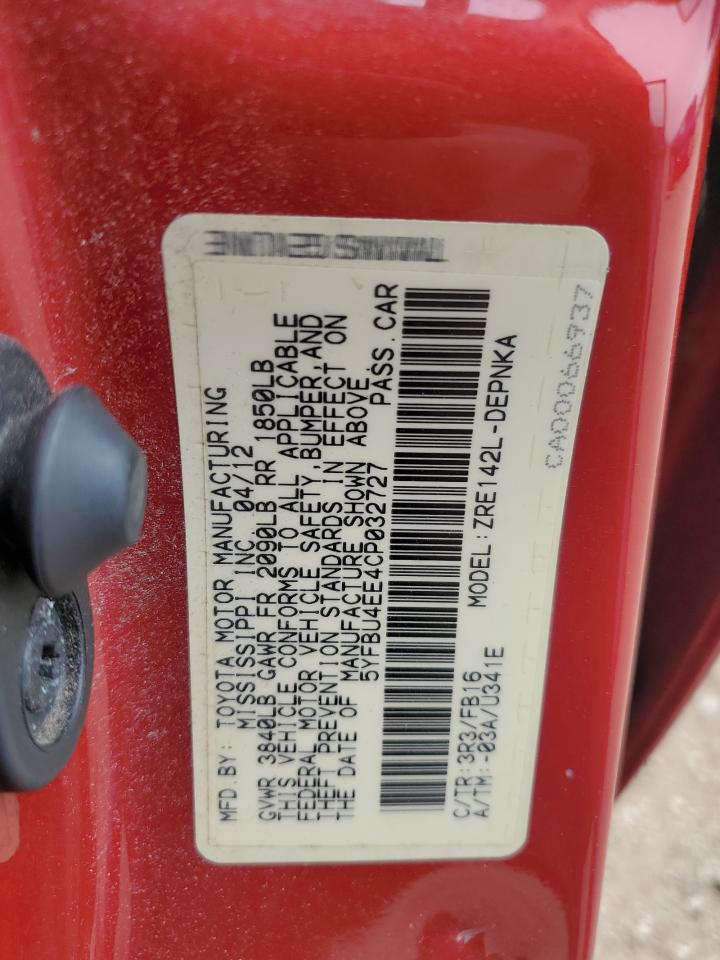 MFD.BY: TOYOTA MOTOR MANUFACTURING
MISSISSIPPI INC. 04/12
GVWR 3840LB GAWR FR 2090LB RR 1850LB
THIS VEHICLE CONFORMS TO ALL APPLICABLE
FEDERAL MOTOR VEHICLE SAFETY,BUMPER,AND
THEFT PREVENTION STANDARDS IN EFFECT ON
THE DATE OF MANUFACTURE SHOWN ABOVE.
5YFBU4EE4CP032727 PASS.CAR
C/TR:3R3/FB16 MODEL:ZRE142L-DEPNKA
A/TM:-03A/U341E
CA00066937